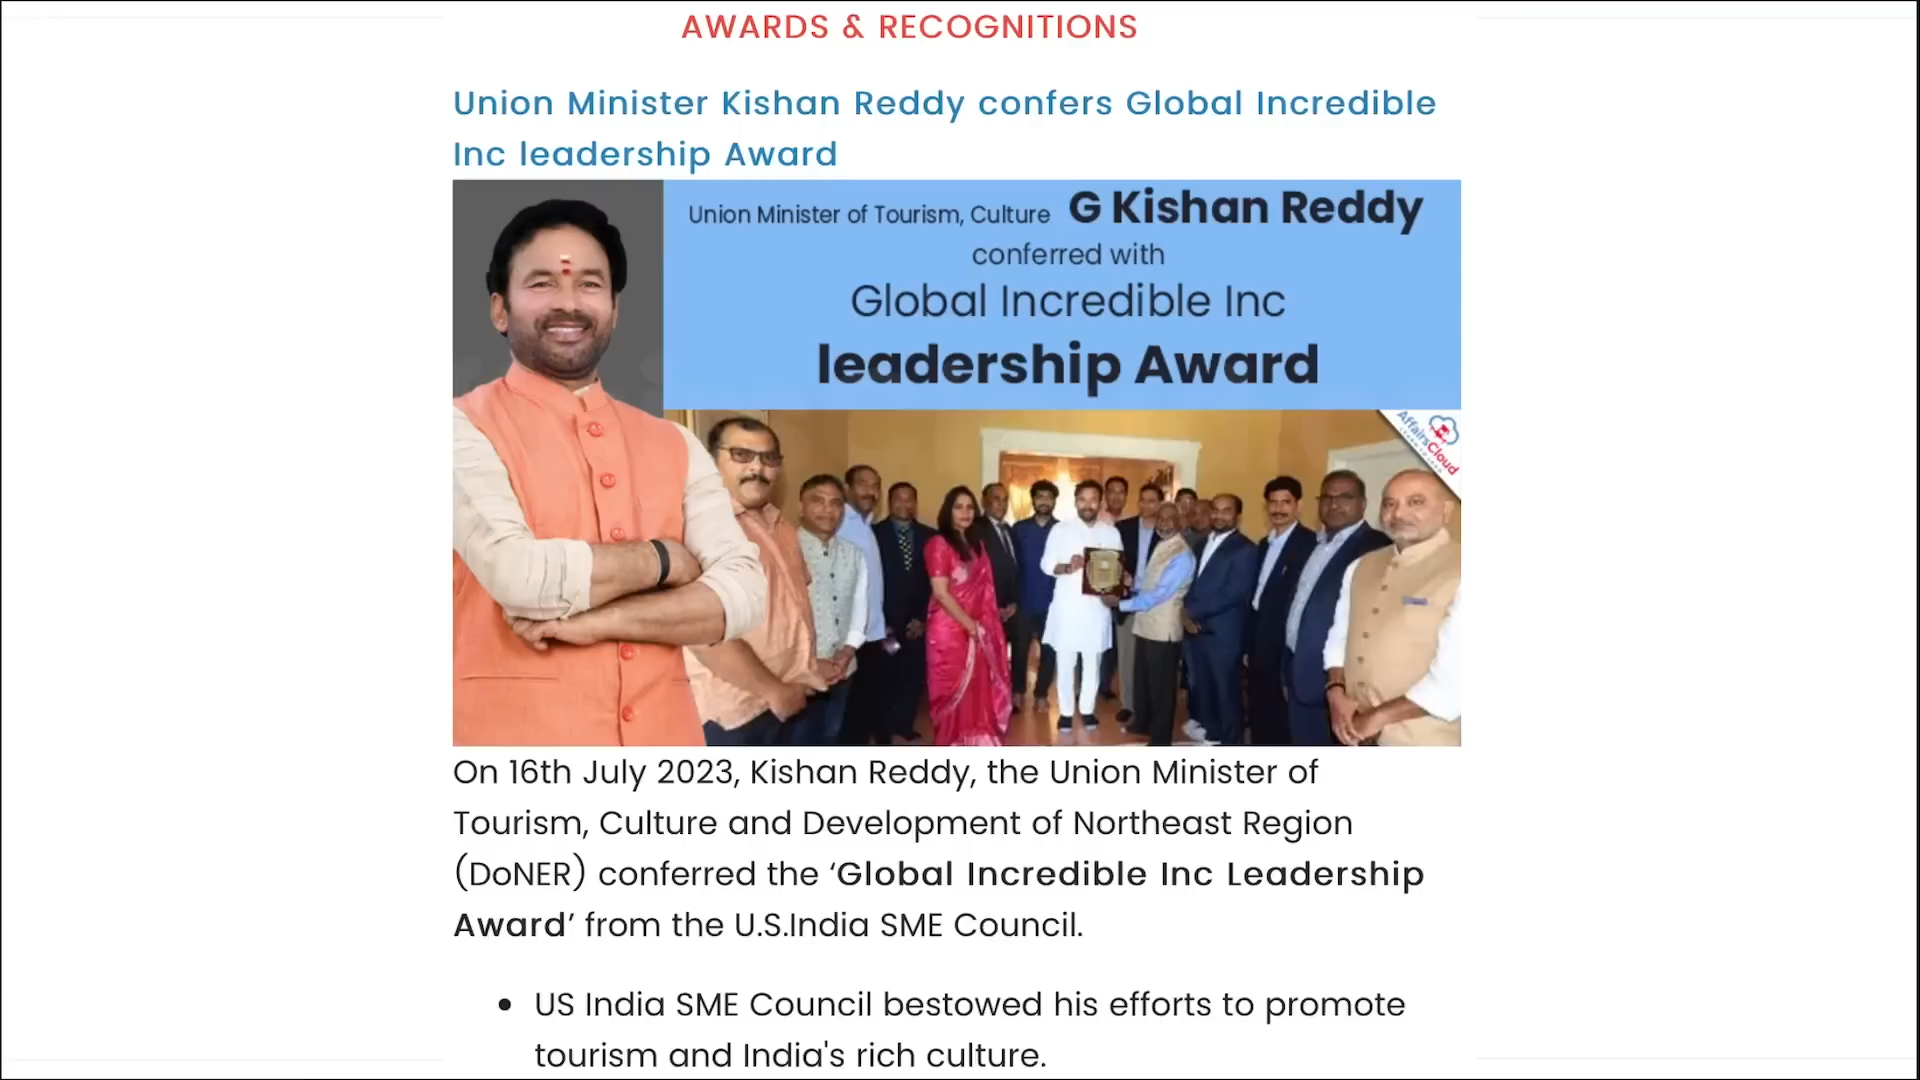 AWARDS & RECOGNITIONS
Union Minister Kishan Reddy confers Global Incredible
Inc leadership Award
Union Minister of Tourism, Culture G Kishan Reddy
conferred with
Global Incredible Inc
leadership Award
AffairsCloud
On 16th July 2023, Kishan Reddy, the Union Minister of
Tourism, Culture and Development of Northeast Region
(DoNER) conferred the ‘Global Incredible Inc Leadership
Award’ from the U.S.India SME Council.
• US India SME Council bestowed his efforts to promote
tourism and India's rich culture.